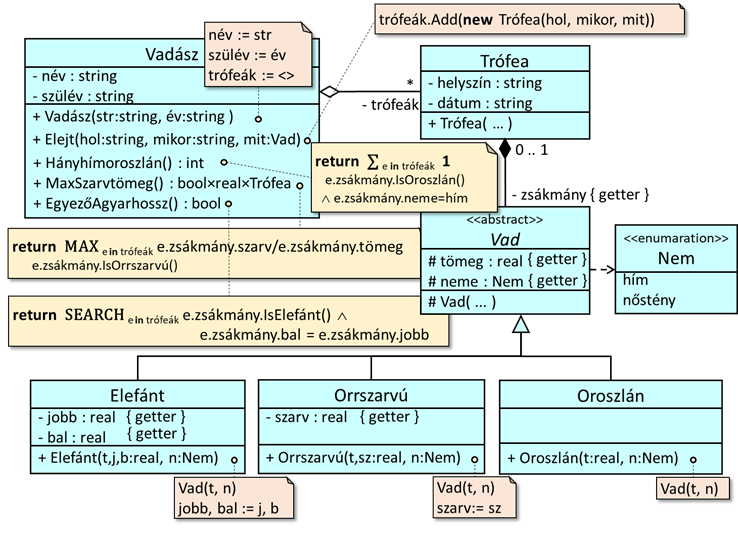 Vadász
- név : string
- szülév : string
+ Vadász(str:string, év:string )
+ Elejt(hol:string, mikor:string, mit:Vad)
+ Hányhímoroszlán() : int
+ MaxSzarvtömeg() : bool×real×Trófea
+ EgyezőAgyarhossz() : bool
név := str
szülév := év
trófeák := <>
trófeák.Add(new Trófea(hol, mikor, mit))
*
- trófeák
Trófea
- helyszín : string
- dátum : string
+ Trófea( ... )
0 .. 1
- zsákmány { getter }
return ∑ e in trófeák 1
e.zsákmány.IsOroszlán()
∧ e.zsákmány.neme=hím
return MAX e in trófeák e.zsákmány.szarv/e.zsákmány.tömeg
e.zsákmány.IsOrrszarvú()
return SEARCH e in trófeák e.zsákmány.IsElefánt() ∧
e.zsákmány.bal = e.zsákmány.jobb
<<abstract>>
Vad
# tömeg : real { getter }
# neme : Nem { getter }
# Vad( ... )
<<enumaration>>
Nem
hím
nőstény
Elefánt
- jobb : real { getter }
- bal : real { getter }
+ Elefánt(t,j,b:real, n:Nem)
Vad(t, n)
jobb, bal := j, b
Orrszarvú
- szarv : real { getter }
+ Orrszarvú(t,sz:real, n:Nem)
Vad(t, n)
szarv:= sz
Oroszlán
+ Oroszlán(t:real, n:Nem)
Vad(t, n)